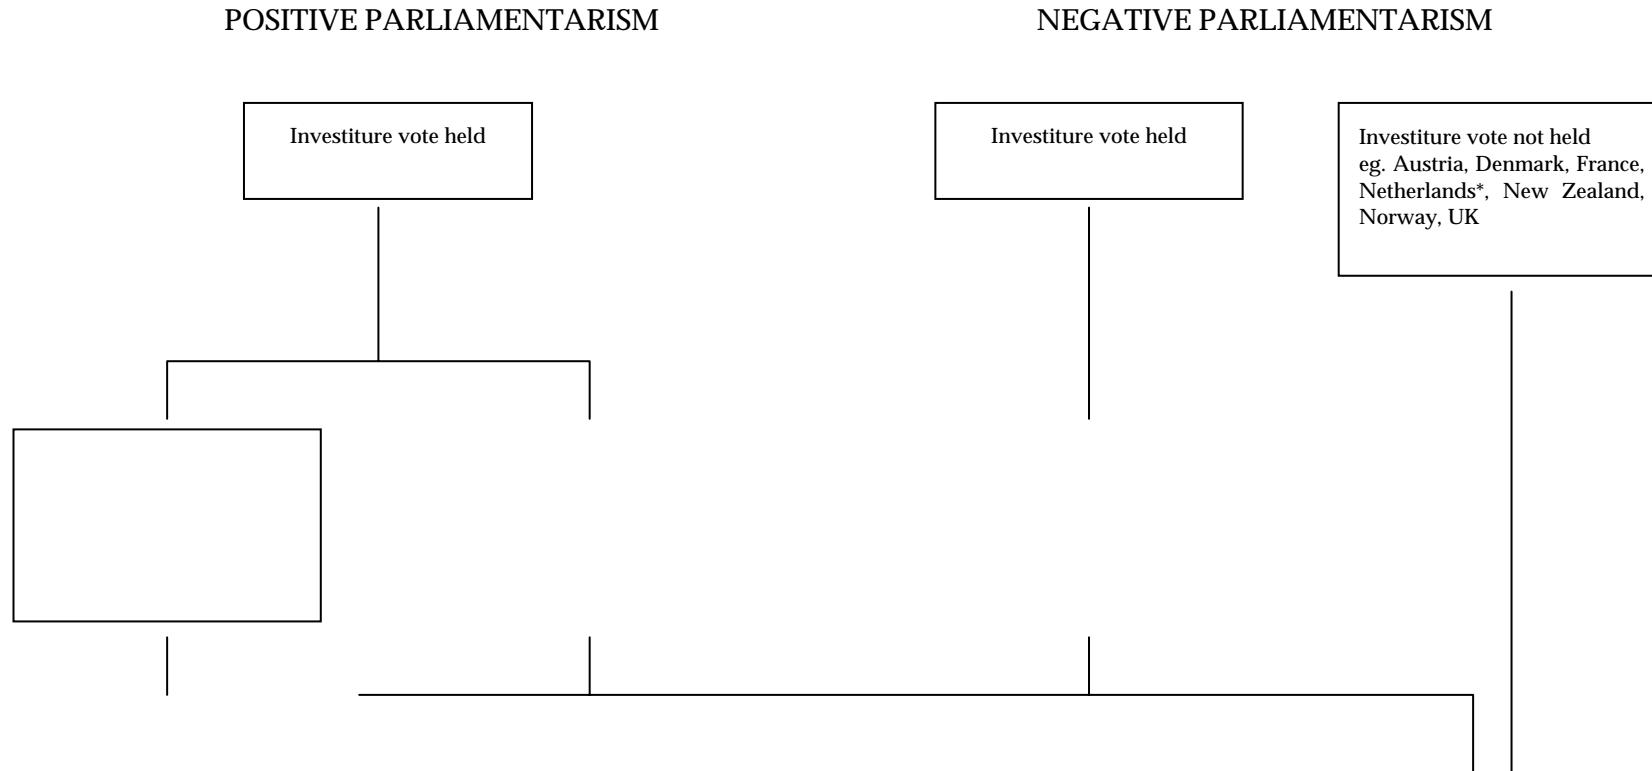 POSITIVE PARLIAMENTARISM
NEGATIVE PARLIAMENTARISM
Investiture vote held
Investiture vote held
Investiture vote not held
eg. Austria, Denmark, France,
Netherlands*, New Zealand,
Norway, UK